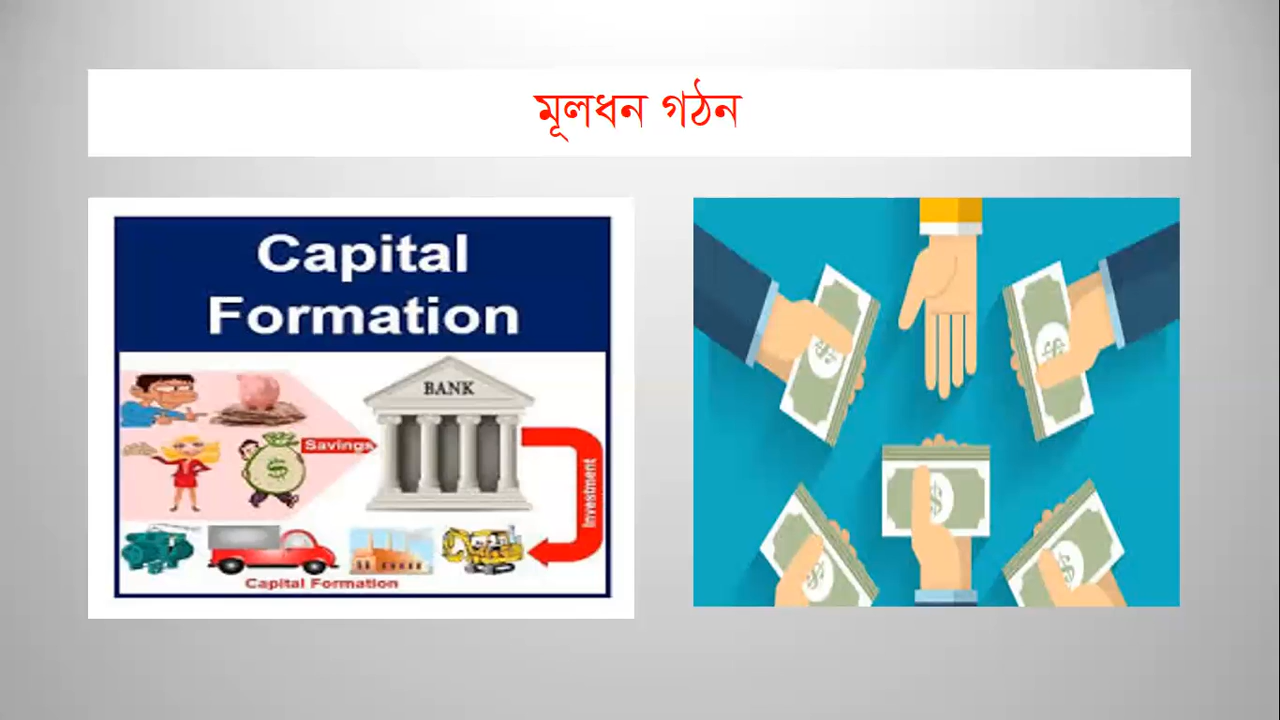 মূলধন গঠন
Capital
Formation
BANK
Savings
Investment
Capital Formation